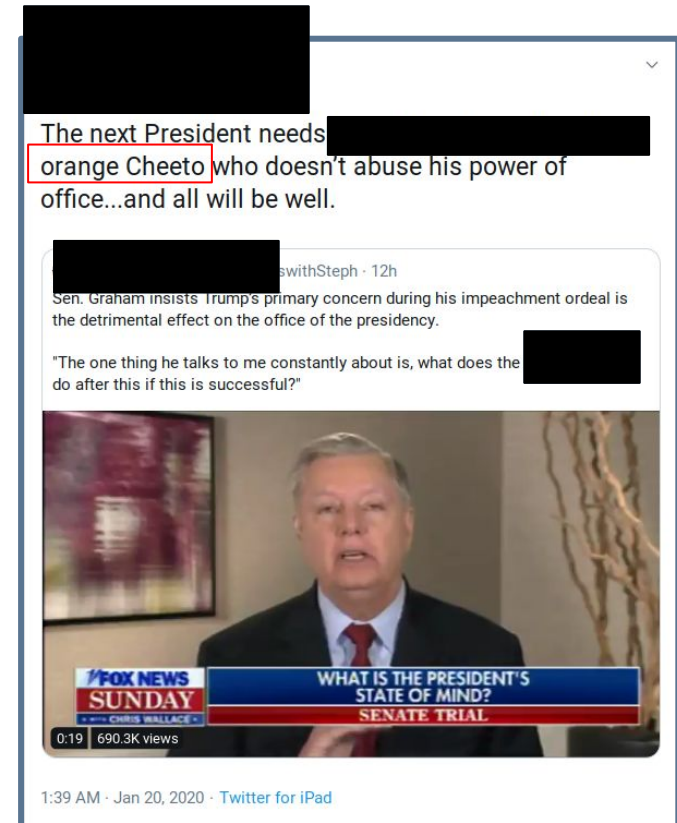 The next President needs
orange Cheeto who doesn't abuse his power of
office...and all will be well.
swithSteph · 12h
Sen. Graham insists Trump's primary concern during his impeachment ordeal is
the detrimental effect on the office of the presidency.
"The one thing he talks to me constantly about is, what does the
do after this if this is successful?"
FOX NEWS
SUNDAY
CHRIS WALLACE
WHAT IS THE PRESIDENT'S
STATE OF MIND?
SENATE TRIAL
0:19 690.3K views
1:39 AM · Jan 20, 2020 · Twitter for iPad